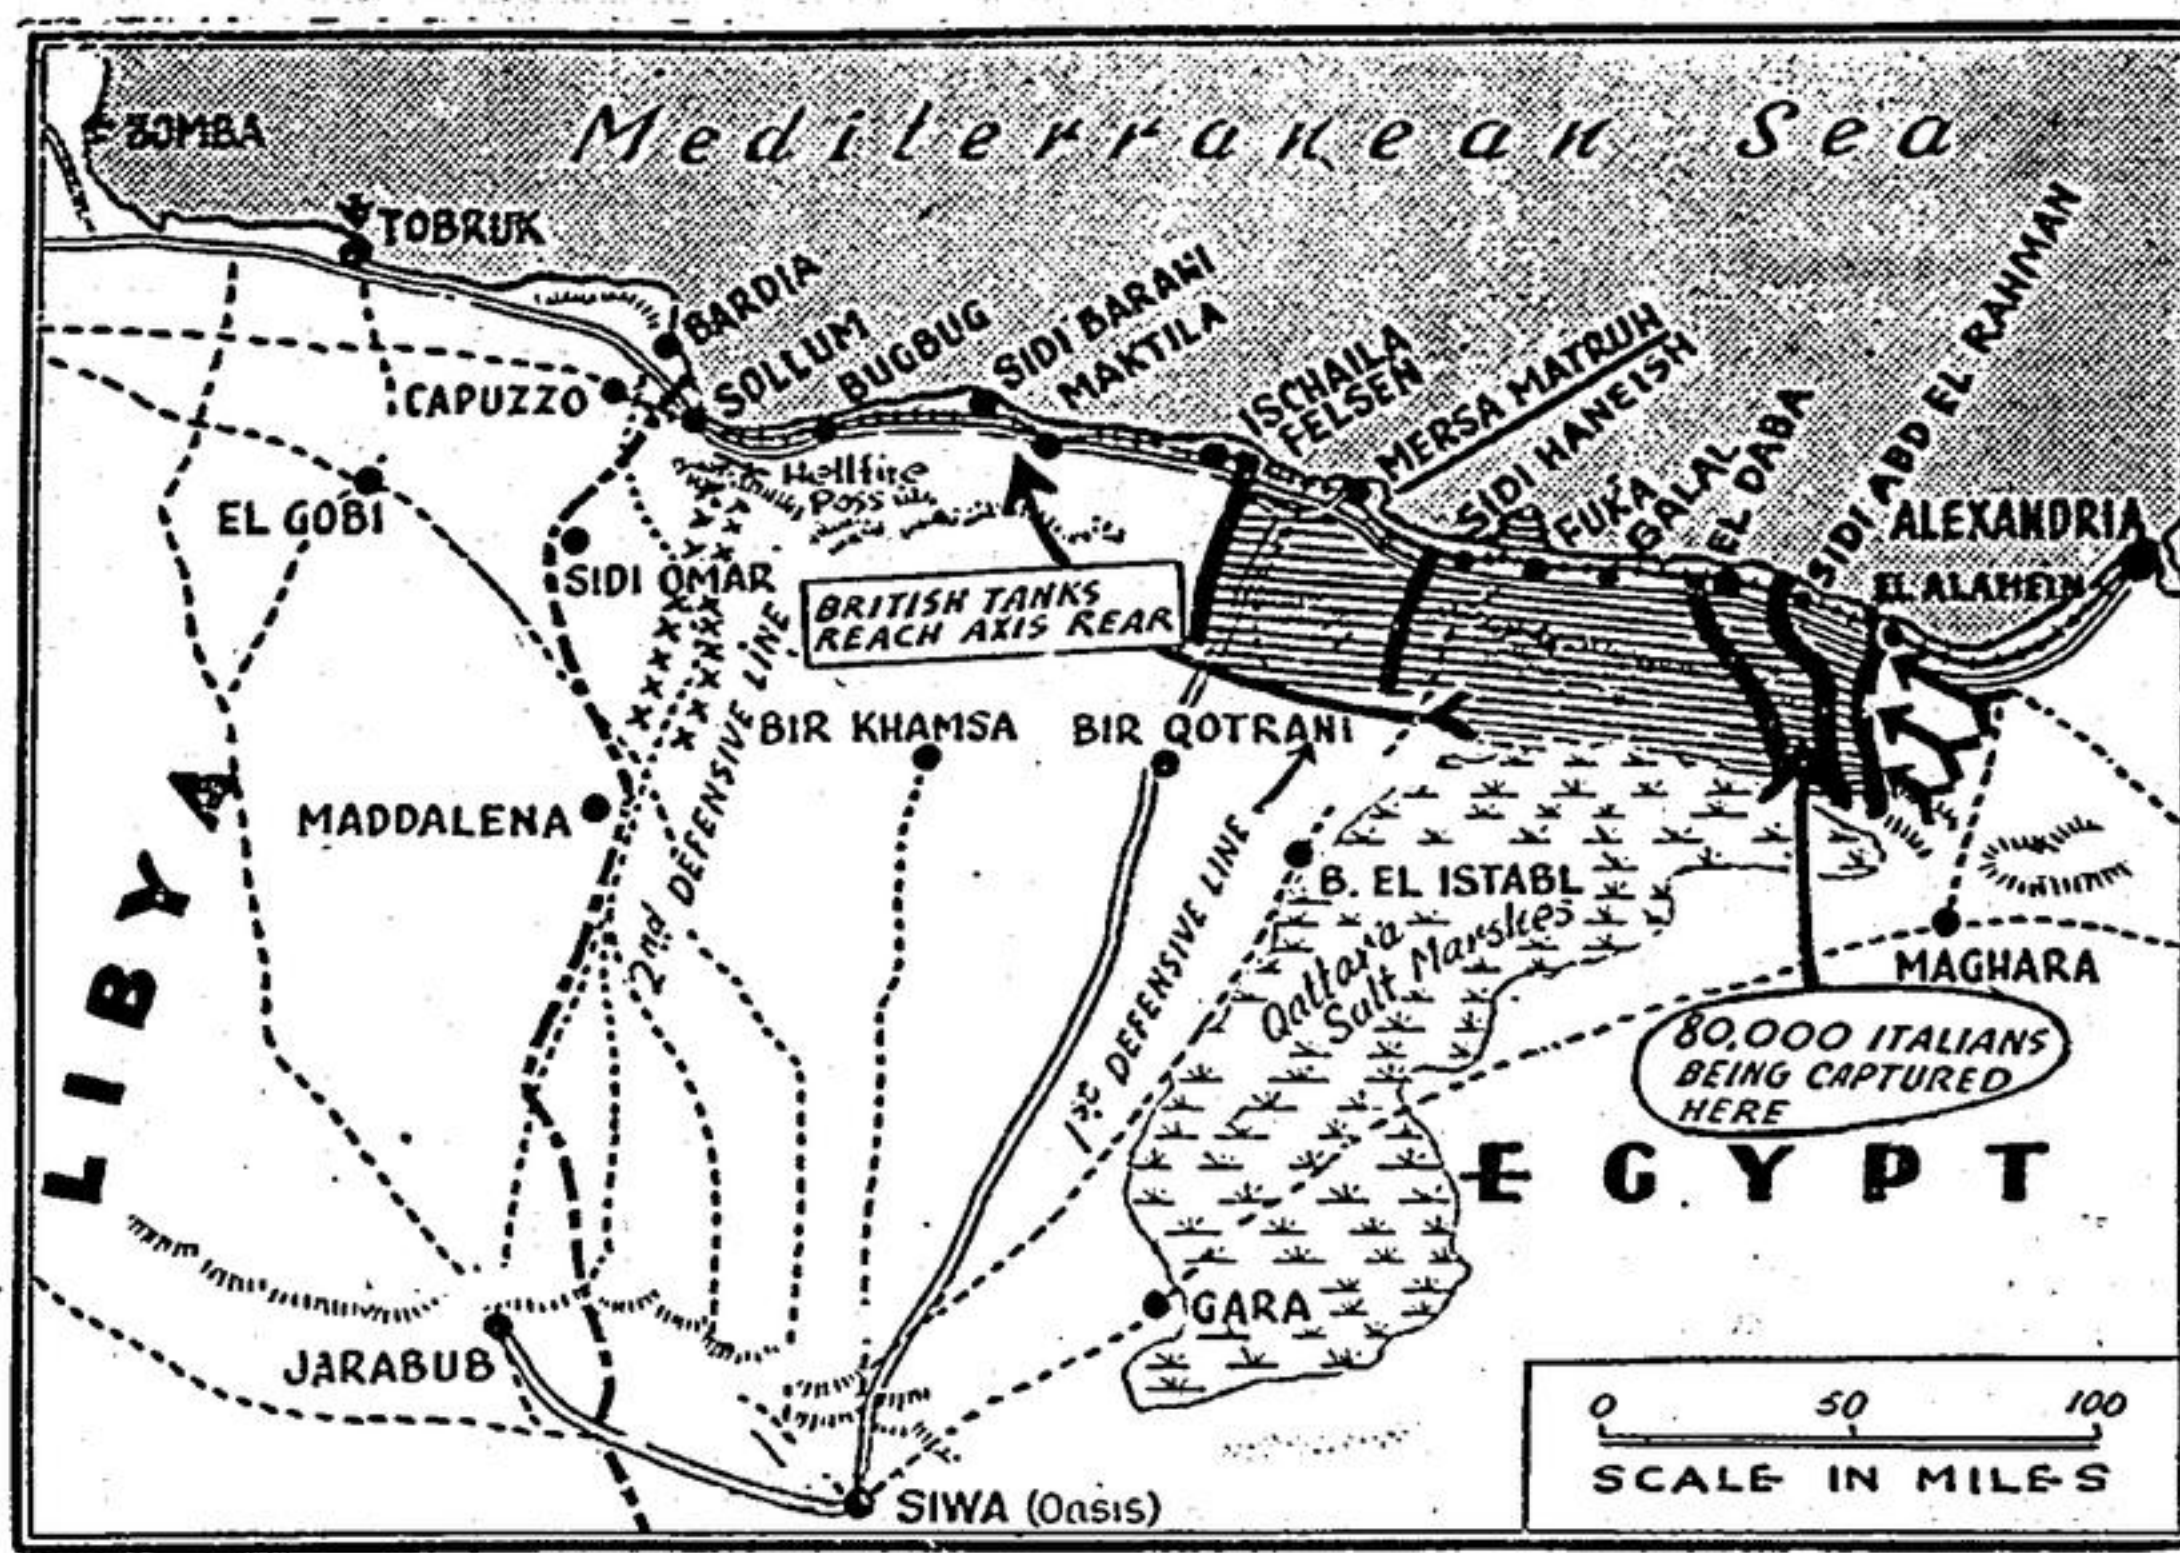 Mediterranean Sea
BOMBA
TOBRUK
BARDIA
SOLLUM
BUGBUG
SIDI BARANI
MAKTILA
ISCHAILA
FELSEN
MERSA MATRUH
SIDI HANEISH
FUKA
GALAL
EL DABA
SIDI ABD EL RAHMAN
ALEXANDRIA
EL ALAMEIN
CAPUZZO
Hellfire
Pass
EL GOBI
SIDI OMAR
BRITISH TANKS
REACH AXIS REAR
BIR KHAMSA
BIR QOTRANI
MADDALENA
2nd DEFENSIVE LINE
1st DEFENSIVE LINE
B. EL ISTABL
Qattara
Salt Marshes
MAGHARA
80,000 ITALIANS
BEING CAPTURED
HERE
LIBYA
EGYPT
GARA
JARABUB
SIWA (Oasis)
0 50 100
SCALE IN MILES